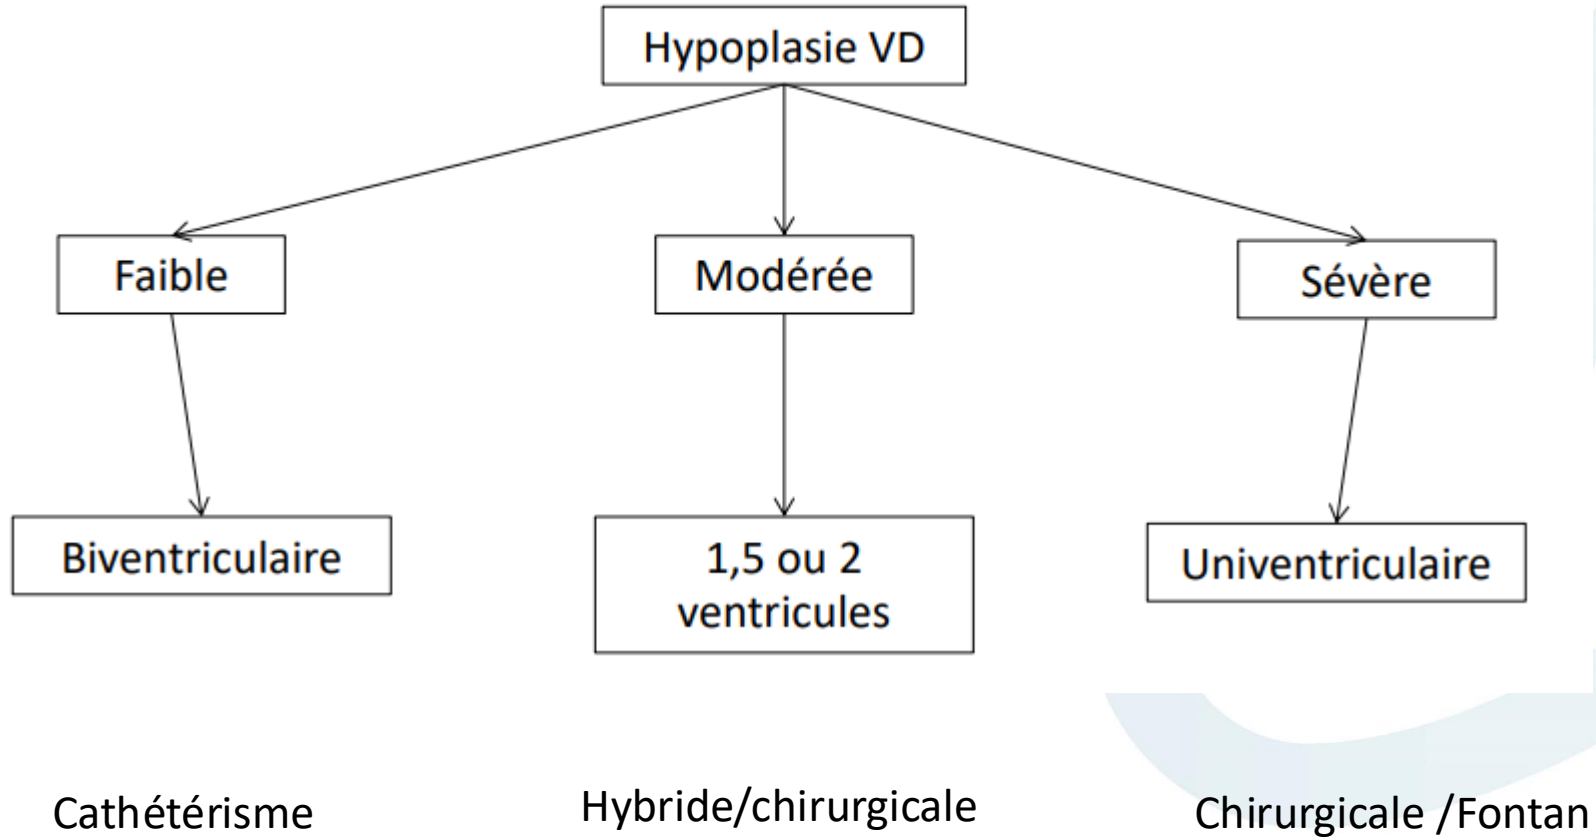 Hypoplasie VD
Faible
Modérée
Sévère
Biventriculaire
1,5 ou 2
ventricules
Univentriculaire
Cathétérisme
Hybride/chirurgicale
Chirurgicale /Fontan